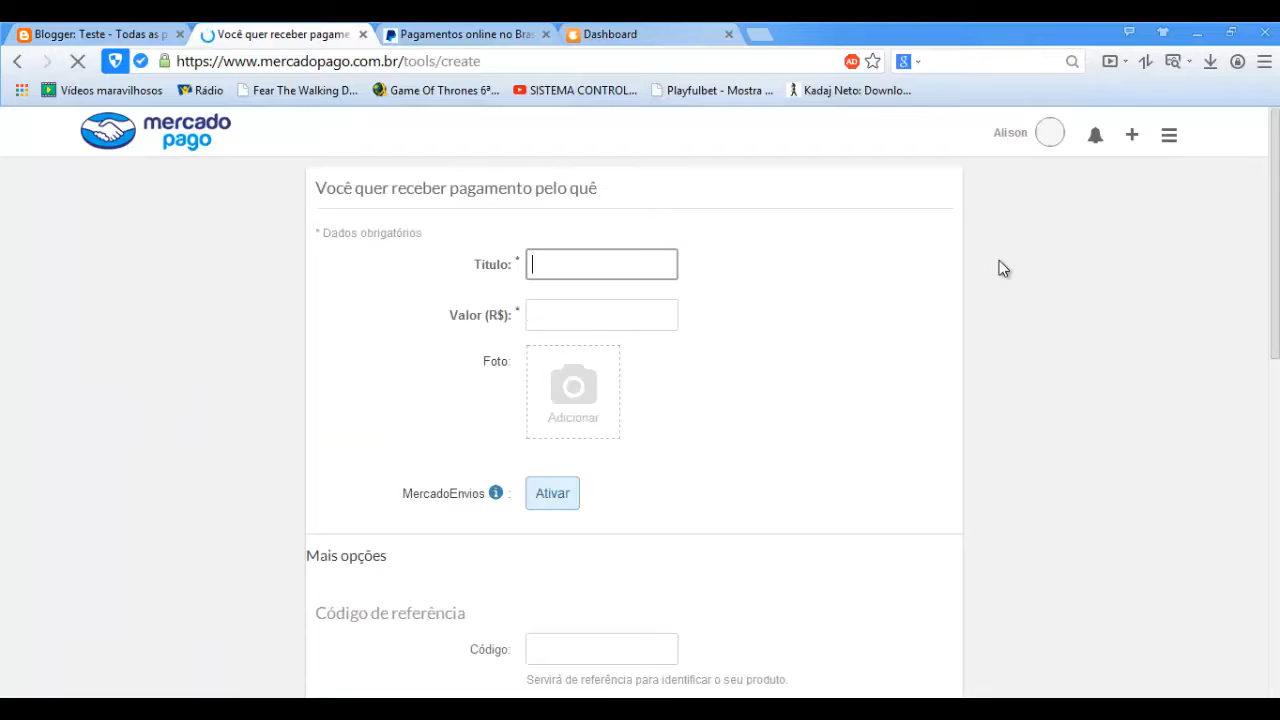 Blogger: Teste - Todas as p
Você quer receber pagame
Pagamentos online no Bras
Dashboard
https://www.mercadopago.com.br/tools/create
AD
Vídeos maravilhosos
Rádio
Fear The Walking D...
Game Of Thrones 6ª...
SISTEMA CONTROL...
Playfulbet - Mostra ...
Kadaj Neto: Downlo...
mercado
pago
Alison
Você quer receber pagamento pelo quê
* Dados obrigatórios
Título: *
Valor (R$): *
Foto:
Adicionar
MercadoEnvios :
Ativar
Mais opções
Código de referência
Código:
Servirá de referência para identificar o seu produto.